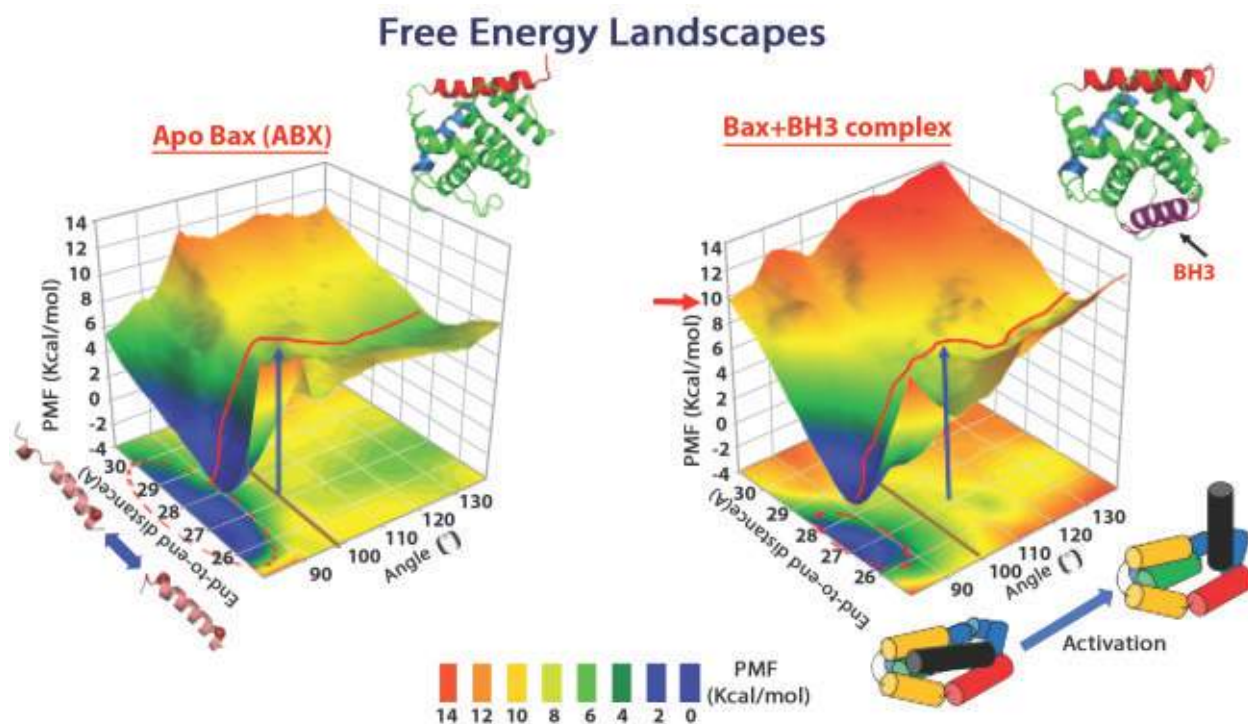 Free Energy Landscapes
Apo Bax (ABX)
Bax+BH3 complex
BH3
14
12
10
8
6
4
2
0
-2
-4
PMF (Kcal/mol)
30
29
28
27
26
End-to-end distance(A)
90
100
110
120
130
Angle (°)
14
12
10
8
6
4
2
0
-2
-4
PMF (Kcal/mol)
30
29
28
27
26
End-to-end distance(A)
90
100
110
120
130
Angle (°)
Activation
PMF
(Kcal/mol)
14 12 10 8 6 4 2 0